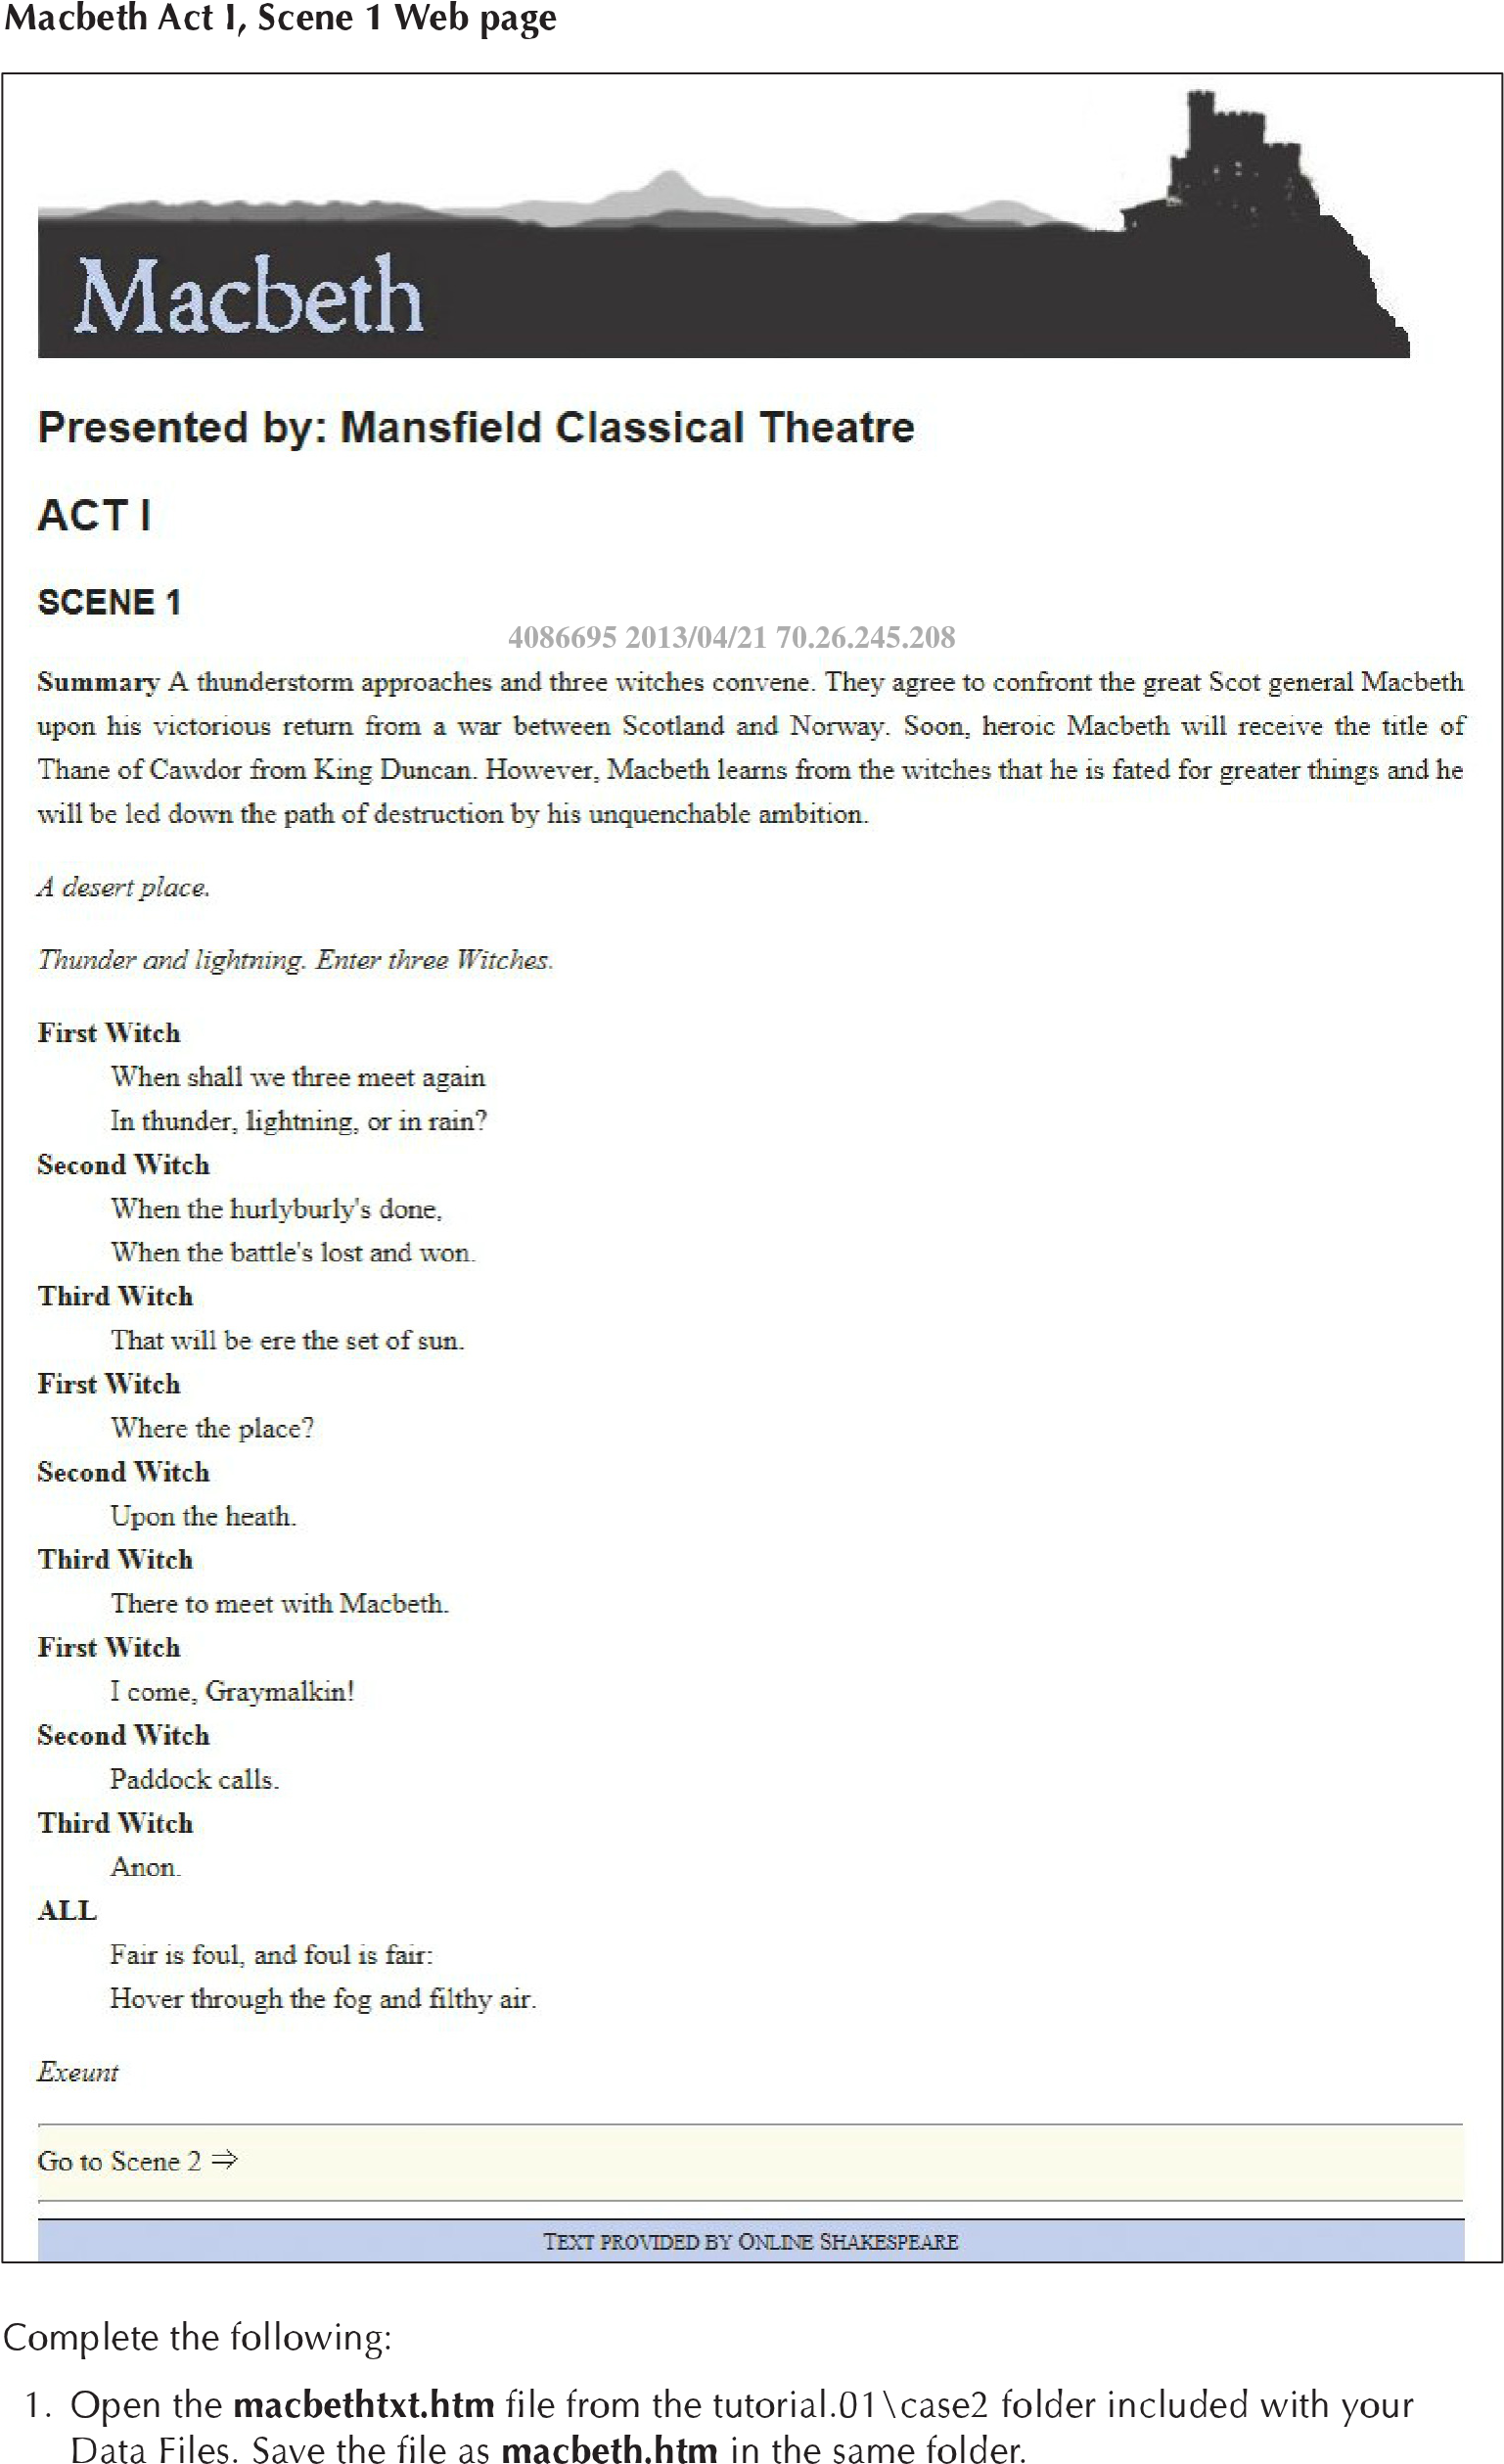 Macbeth Act I, Scene 1 Web page
Macbeth
Presented by: Mansfield Classical Theatre
ACT I
SCENE 1
4086695 2013/04/21 70.26.245.208
Summary A thunderstorm approaches and three witches convene. They agree to confront the great Scot general Macbeth
upon his victorious return from a war between Scotland and Norway. Soon, heroic Macbeth will receive the title of
Thane of Cawdor from King Duncan. However, Macbeth learns from the witches that he is fated for greater things and he
will be led down the path of destruction by his unquenchable ambition.
A desert place.
Thunder and lightning. Enter three Witches.
First Witch
When shall we three meet again
In thunder, lightning, or in rain?
Second Witch
When the hurlyburly's done,
When the battle's lost and won.
Third Witch
That will be ere the set of sun.
First Witch
Where the place?
Second Witch
Upon the heath.
Third Witch
There to meet with Macbeth.
First Witch
I come, Graymalkin!
Second Witch
Paddock calls.
Third Witch
Anon.
ALL
Fair is foul, and foul is fair:
Hover through the fog and filthy air.
Exeunt
Go to Scene 2 ⇒
TEXT PROVIDED BY ONLINE SHAKESPEARE
Complete the following:
1. Open the macbethtxt.htm file from the tutorial.01\case2 folder included with your
Data Files. Save the file as macbeth.htm in the same folder.